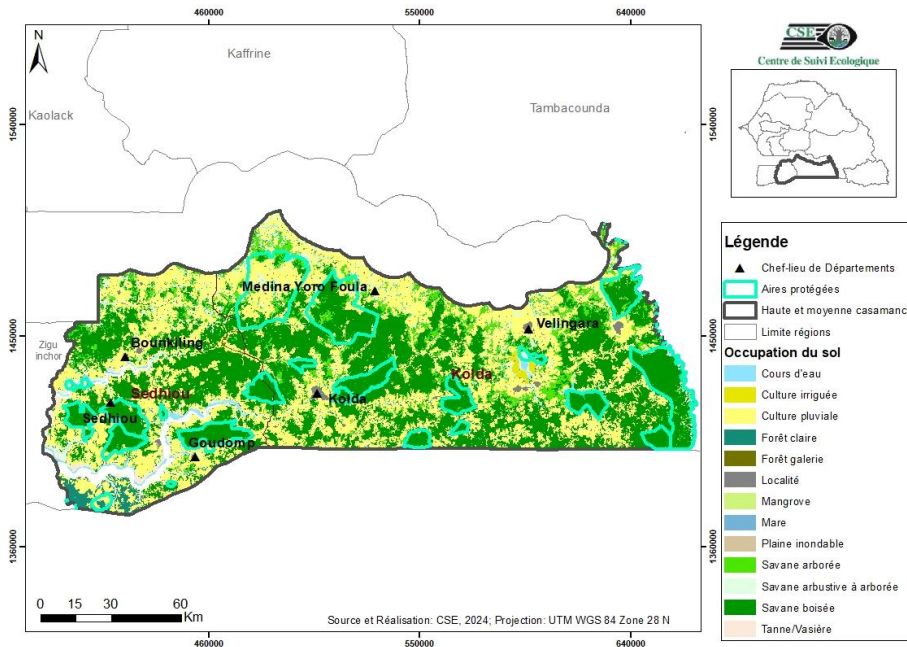 460000 550000 640000
N
Kaffrine
Kaolack
Tambacounda
1540000
1540000
Medina Yoro Foula
Velingara
1450000
1450000
Zigu
inchor
Bounkiling
Sedhiou
Kolda
Kolda
Sedhiou
Goudomp
1360000
1360000
0 15 30 60
Km
Source et Réalisation: CSE, 2024; Projection: UTM WGS 84 Zone 28 N
460000 550000 640000
CSE
Centre de Suivi Ecologique
Légende
Chef-lieu de Départements
Aires protégées
Haute et moyenne casamanc
Limite régions
Occupation du sol
Cours d'eau
Culture irriguée
Culture pluviale
Forêt claire
Forêt galerie
Localité
Mangrove
Mare
Plaine inondable
Savane arborée
Savane arbustive à arborée
Savane boisée
Tanne/Vasière